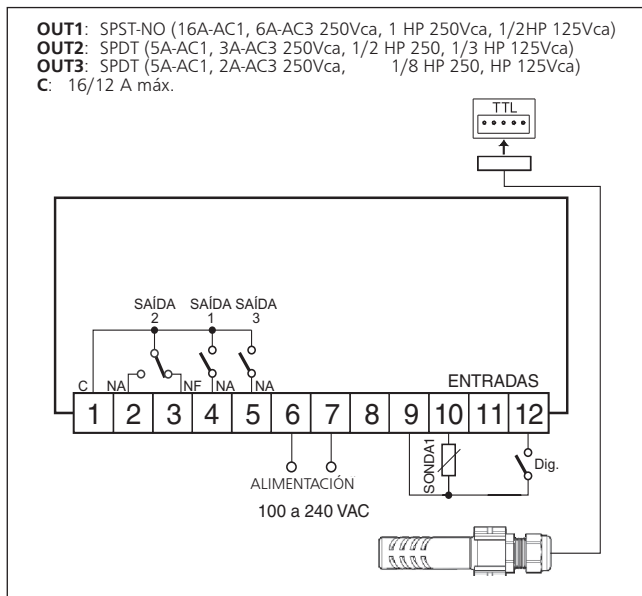 OUT1: SPST-NO (16A-AC1, 6A-AC3 250Vca, 1 HP 250Vca, 1/2HP 125Vca)
OUT2: SPDT (5A-AC1, 3A-AC3 250Vca, 1/2 HP 250, 1/3 HP 125Vca)
OUT3: SPDT (5A-AC1, 2A-AC3 250Vca, 1/8 HP 250, HP 125Vca)
C: 16/12 A máx.
TTL
SAÍDA 2
SAÍDA 1
SAÍDA 3
C NA NF NA NA
ENTRADAS
1 2 3 4 5 6 7 8 9 10 11 12
SONDA1
Dig.
ALIMENTACIÓN
100 a 240 VAC